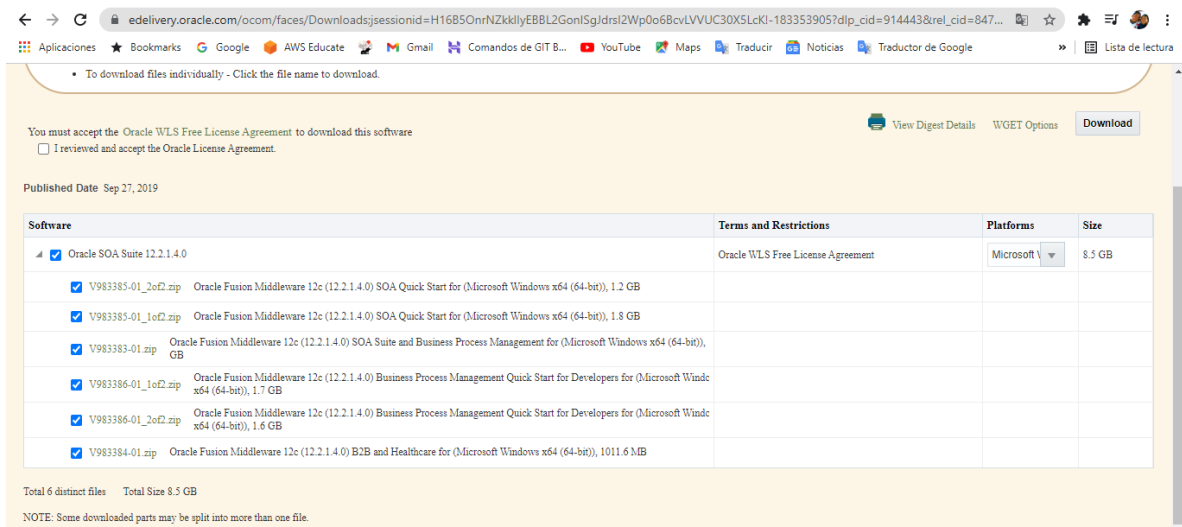 edelivery.oracle.com/ocom/faces/Downloads;jsessionid=H16B5OnrNZkklIyEBBL2GonISgJdrsI2Wp0o6BcvLVVUC30X5LcKI-183353905?dlp_cid=914443&rel_cid=847...
Aplicaciones Bookmarks Google AWS Educate Gmail Comandos de GIT B... YouTube Maps Traducir Noticias Traductor de Google » Lista de lectura
• To download files individually - Click the file name to download.
You must accept the Oracle WLS Free License Agreement to download this software
View Digest Details WGET Options Download
I reviewed and accept the Oracle License Agreement.
Published Date Sep 27, 2019
Software Terms and Restrictions Platforms Size
Oracle SOA Suite 12.2.1.4.0 Oracle WLS Free License Agreement Microsoft 8.5 GB
V983385-01_2of2.zip Oracle Fusion Middleware 12c (12.2.1.4.0) SOA Quick Start for (Microsoft Windows x64 (64-bit)), 1.2 GB
V983385-01_1of2.zip Oracle Fusion Middleware 12c (12.2.1.4.0) SOA Quick Start for (Microsoft Windows x64 (64-bit)), 1.8 GB
V983383-01.zip Oracle Fusion Middleware 12c (12.2.1.4.0) SOA Suite and Business Process Management for (Microsoft Windows x64 (64-bit)),
GB
V983386-01_1of2.zip Oracle Fusion Middleware 12c (12.2.1.4.0) Business Process Management Quick Start for Developers for (Microsoft Windc
x64 (64-bit)), 1.7 GB
V983386-01_2of2.zip Oracle Fusion Middleware 12c (12.2.1.4.0) Business Process Management Quick Start for Developers for (Microsoft Windc
x64 (64-bit)), 1.6 GB
V983384-01.zip Oracle Fusion Middleware 12c (12.2.1.4.0) B2B and Healthcare for (Microsoft Windows x64 (64-bit)), 1011.6 MB
Total 6 distinct files Total Size 8.5 GB
NOTE: Some downloaded parts may be split into more than one file.